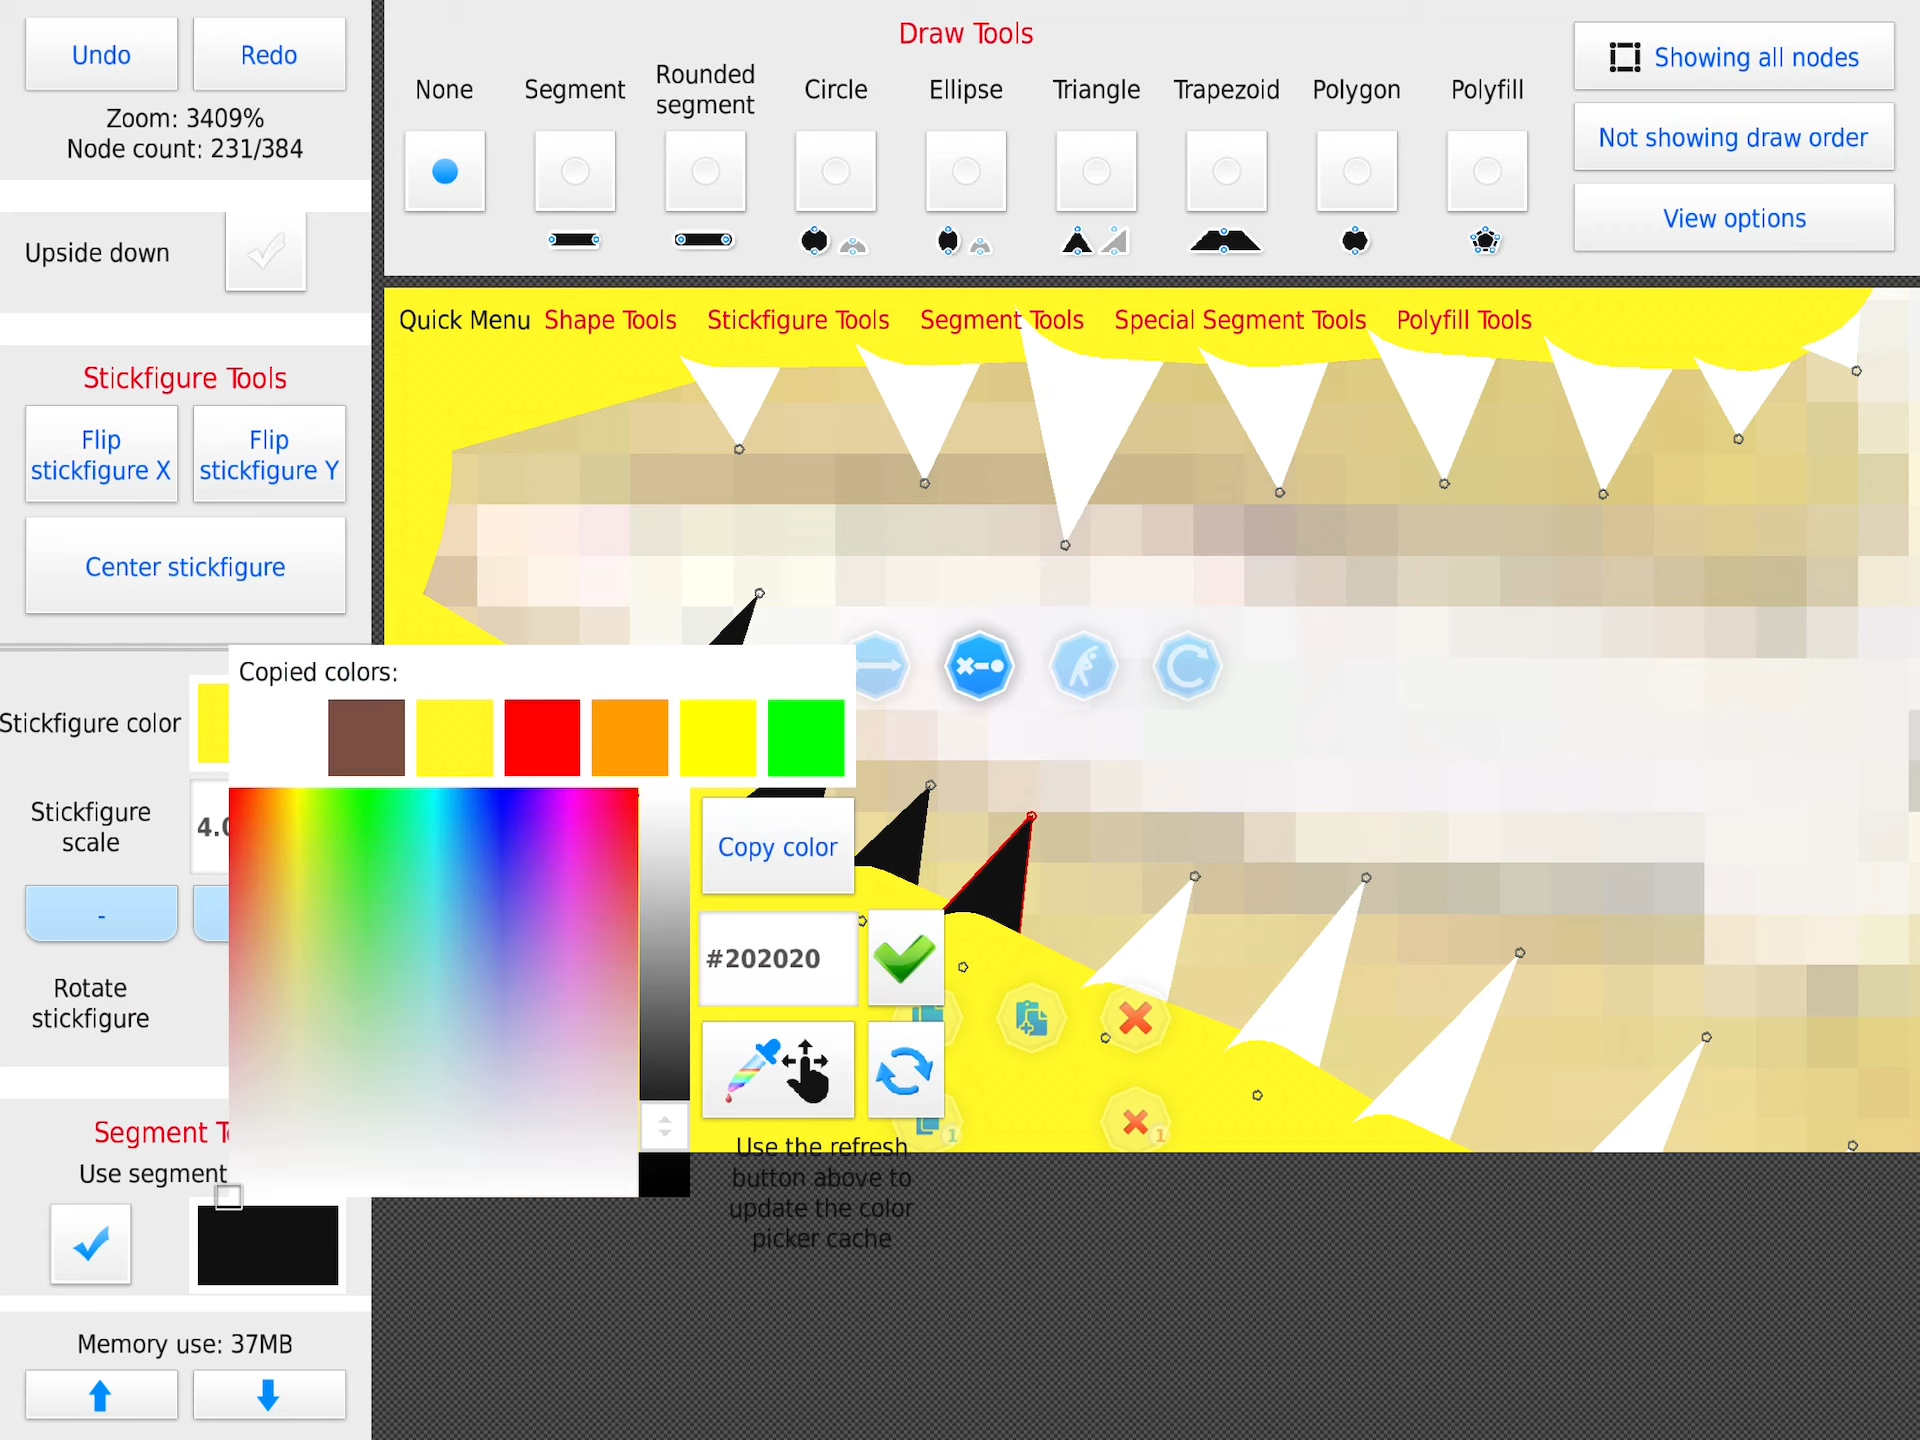 Undo
Redo
Zoom: 3409%
Node count: 231/384
Upside down
Stickfigure Tools
Flip
stickfigure X
Flip
stickfigure Y
Center stickfigure
Stickfigure color
Stickfigure
scale
4.0
-
Rotate
stickfigure
Segment T
Use segment
Memory use: 37MB
Draw Tools
None
Segment
Rounded
segment
Circle
Ellipse
Triangle
Trapezoid
Polygon
Polyfill
Showing all nodes
Not showing draw order
View options
Quick Menu
Shape Tools
Stickfigure Tools
Segment Tools
Special Segment Tools
Polyfill Tools
Copied colors:
Copy color
#202020
Use the refresh
button above to
update the color
picker cache
1
1